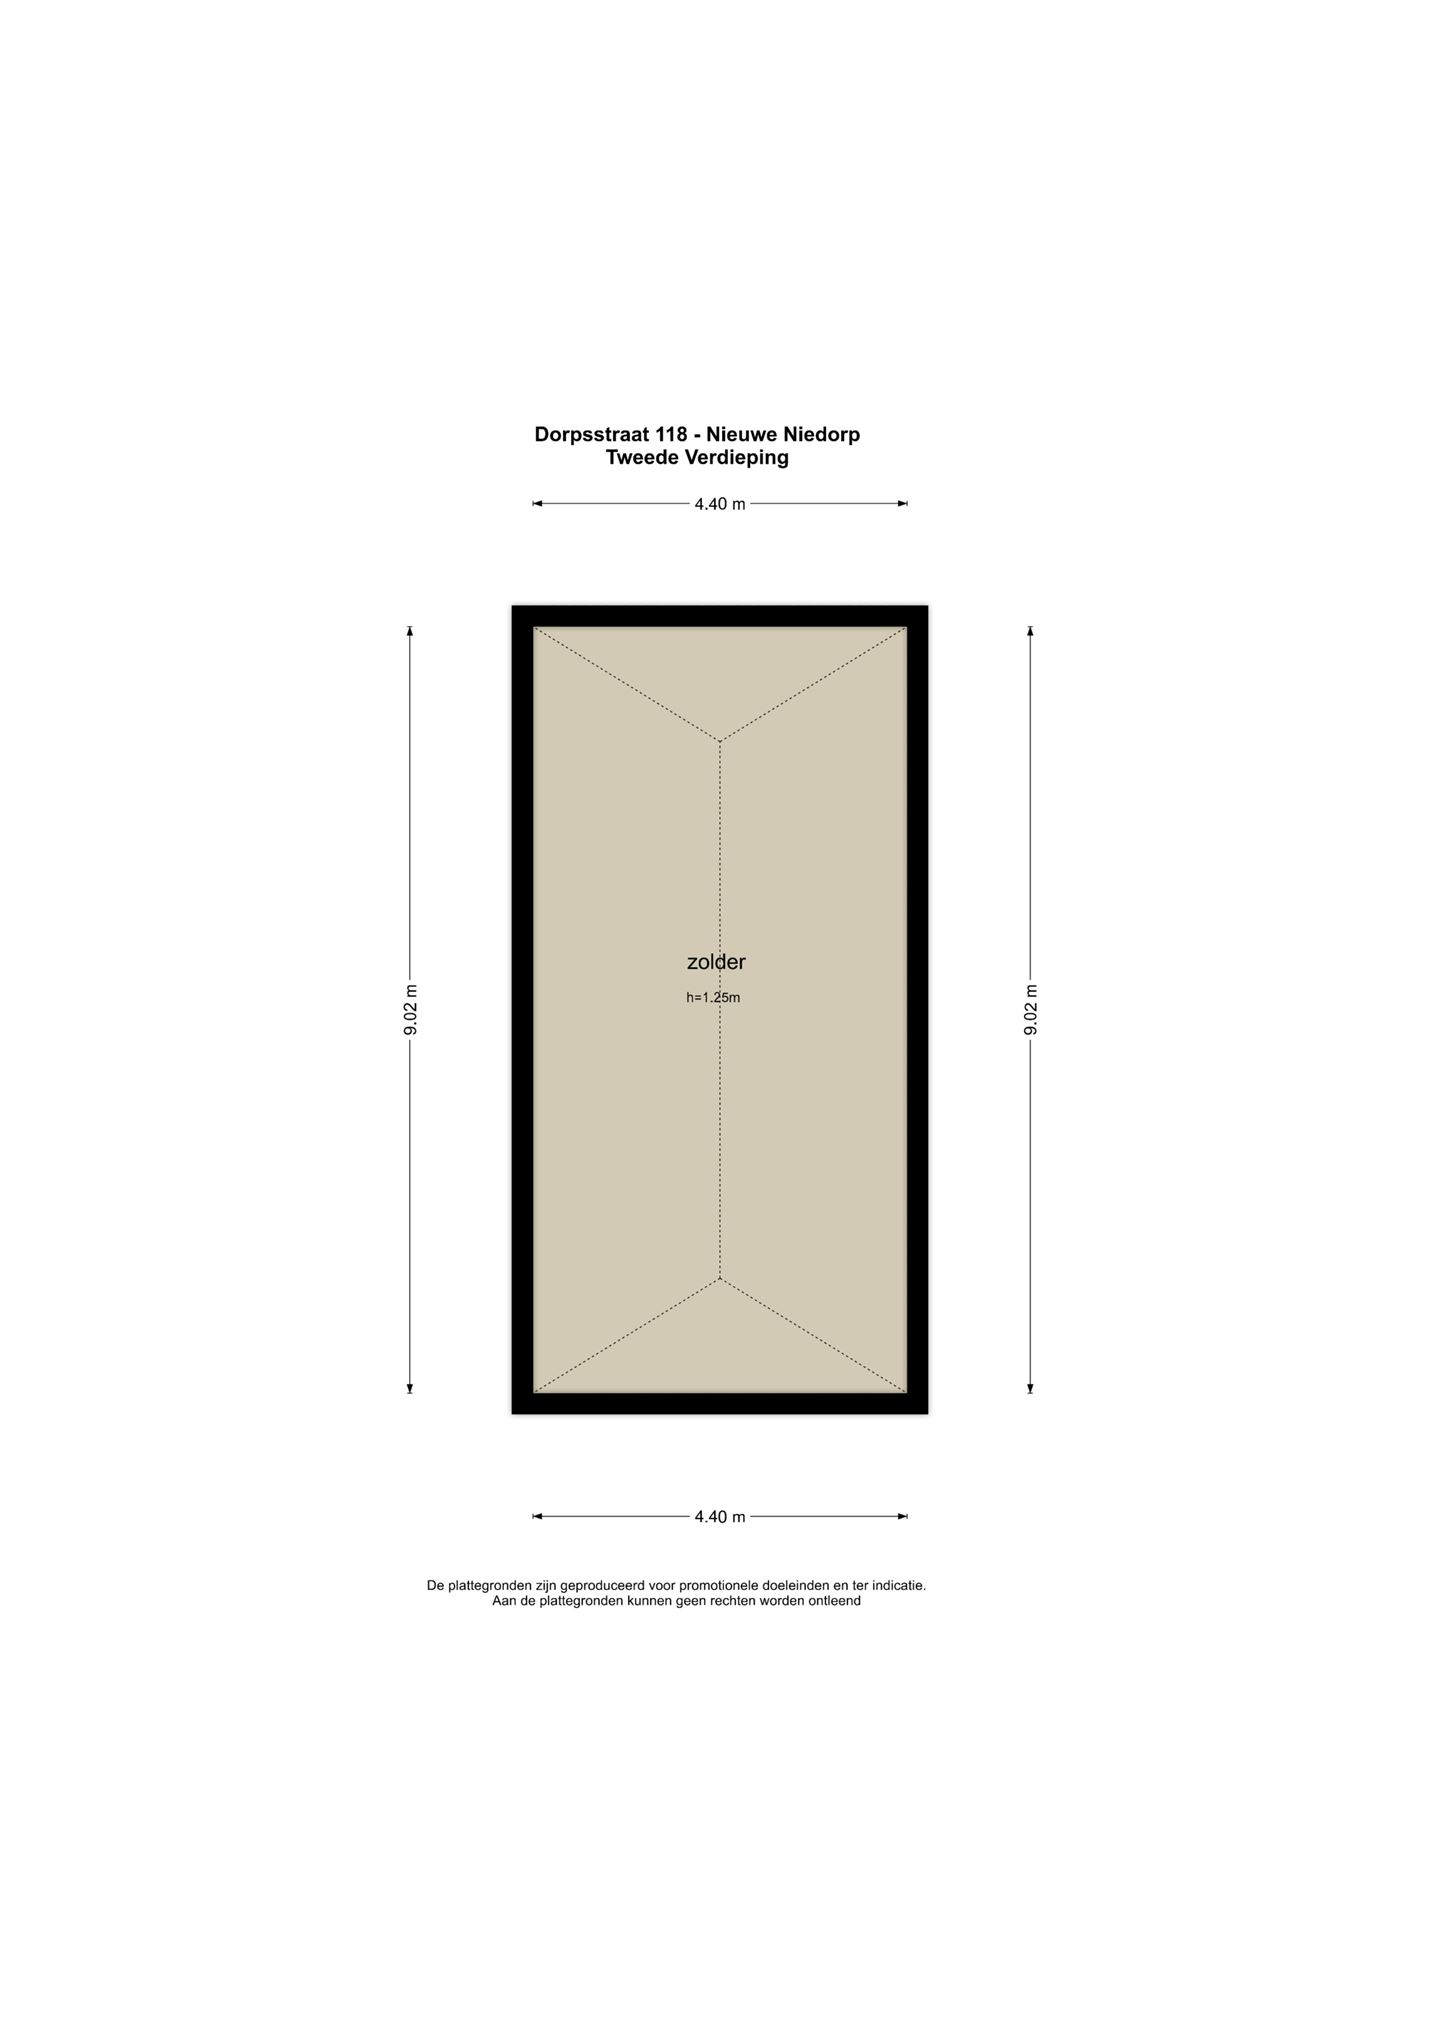 Dorpsstraat 118 - Nieuwe Niedorp
Tweede Verdieping
4.40 m
9.02 m
9.02 m
zolder
h=1.25m
4.40 m
De plattegronden zijn geproduceerd voor promotionele doeleinden en ter indicatie.
Aan de plattegronden kunnen geen rechten worden ontleend